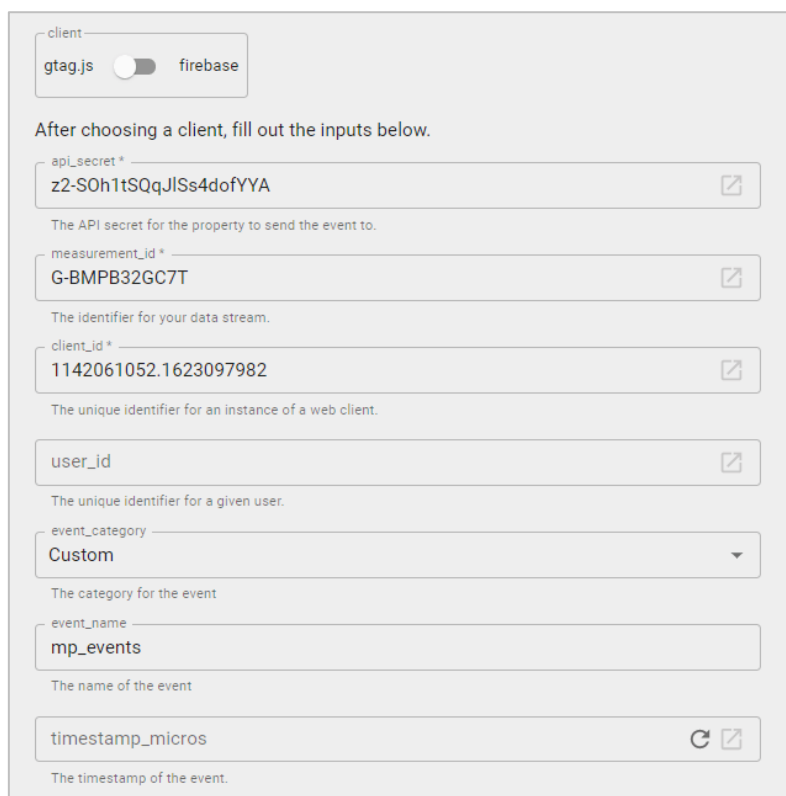 client
gtag.js firebase
After choosing a client, fill out the inputs below.
api_secret *
z2-SOh1tSQqJlSs4dofYYA
The API secret for the property to send the event to.
measurement_id *
G-BMPB32GC7T
The identifier for your data stream.
client_id *
1142061052.1623097982
The unique identifier for an instance of a web client.
user_id
The unique identifier for a given user.
event_category
Custom
The category for the event
event_name
mp_events
The name of the event
timestamp_micros
The timestamp of the event.